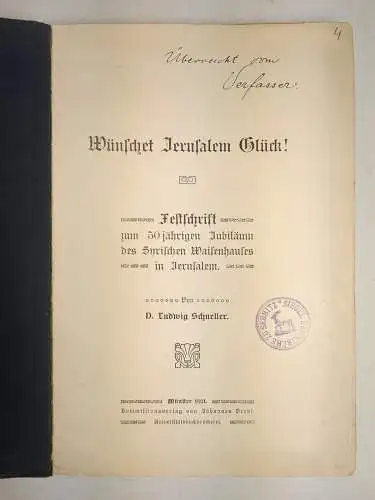 4
Überreicht vom
Verfasser.
Wünschet Jerusalem Glück!
Festschrift
zum 50jährigen Jubiläum
des Syrischen Waisenhauses
in Jerusalem.
Von
D. Ludwig Schneller.
Münster 1911.
Kommissionsverlag von Johannes Bredt
Universitätsbuchhandlung.